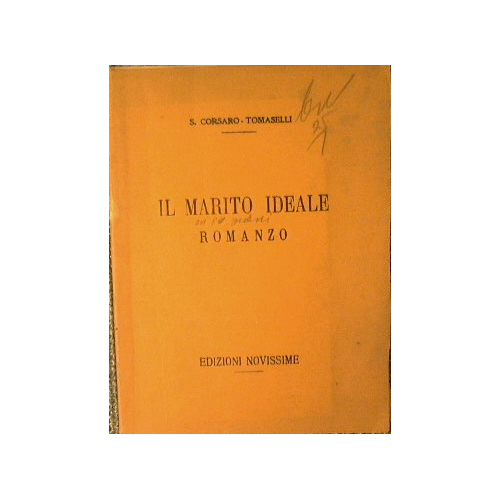 S. CORSARO - TOMASELLI
IL MARITO IDEALE
ROMANZO
EDIZIONI NOVISSIME